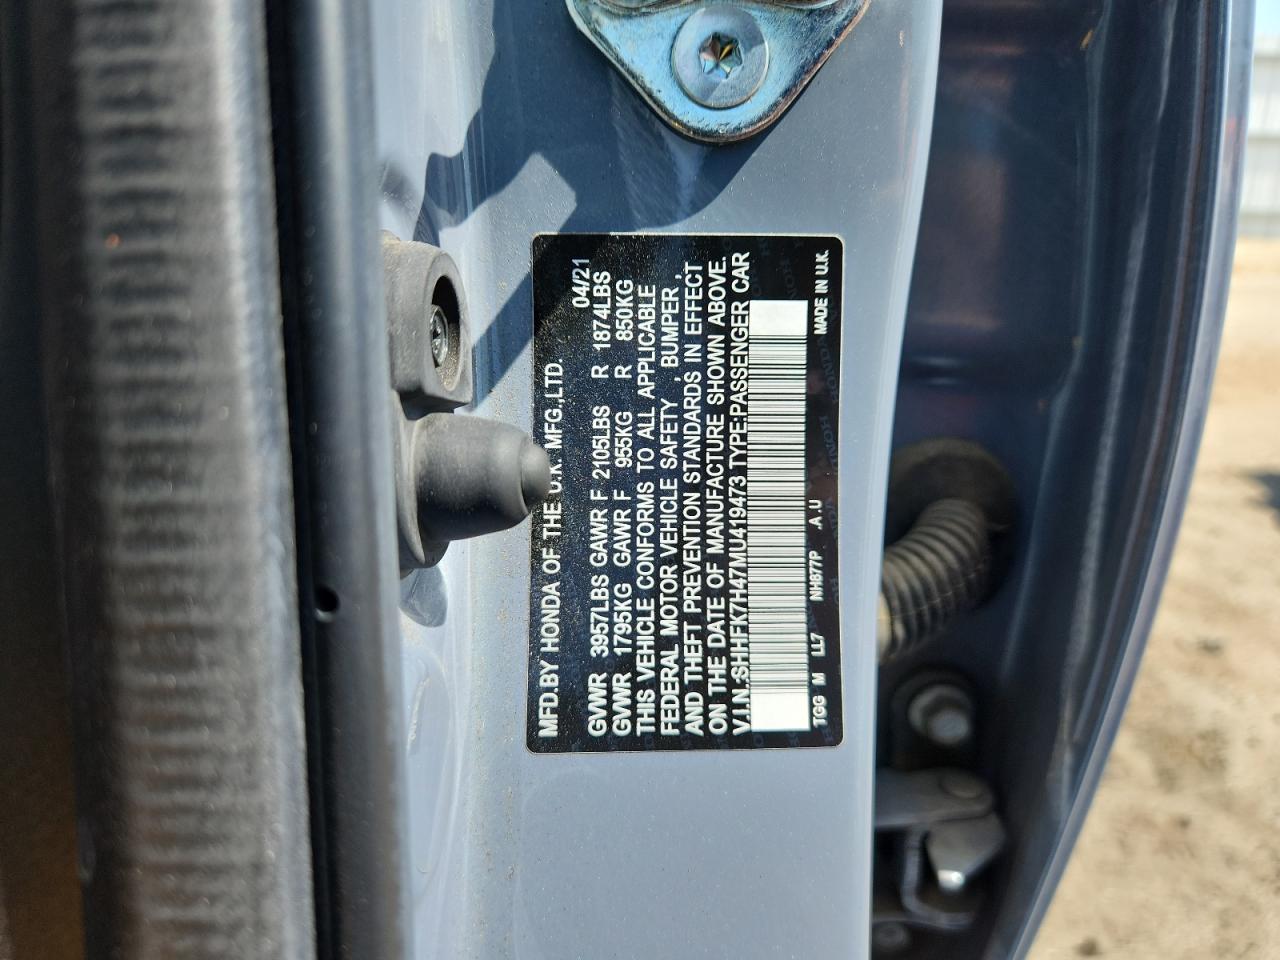 MFD.BY HONDA OF THE U.K. MFG.,LTD. 04/21
GVWR 3957LBS GAWR F 2105LBS R 1874LBS
GVWR 1795KG GAWR F 955KG R 850KG
THIS VEHICLE CONFORMS TO ALL APPLICABLE
FEDERAL MOTOR VEHICLE SAFETY , BUMPER ,
AND THEFT PREVENTION STANDARDS IN EFFECT
ON THE DATE OF MANUFACTURE SHOWN ABOVE.
V.I.N.:SHHFK7H47MU419473 TYPE:PASSENGER CAR
TGG M LL7 NH877P .A .U MADE IN U.K.